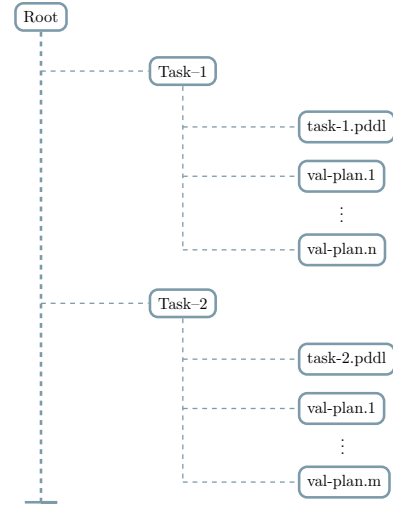 Root
Task–1
task-1.pddl
val-plan.1
⋮
val-plan.n
Task–2
task-2.pddl
val-plan.1
⋮
val-plan.m